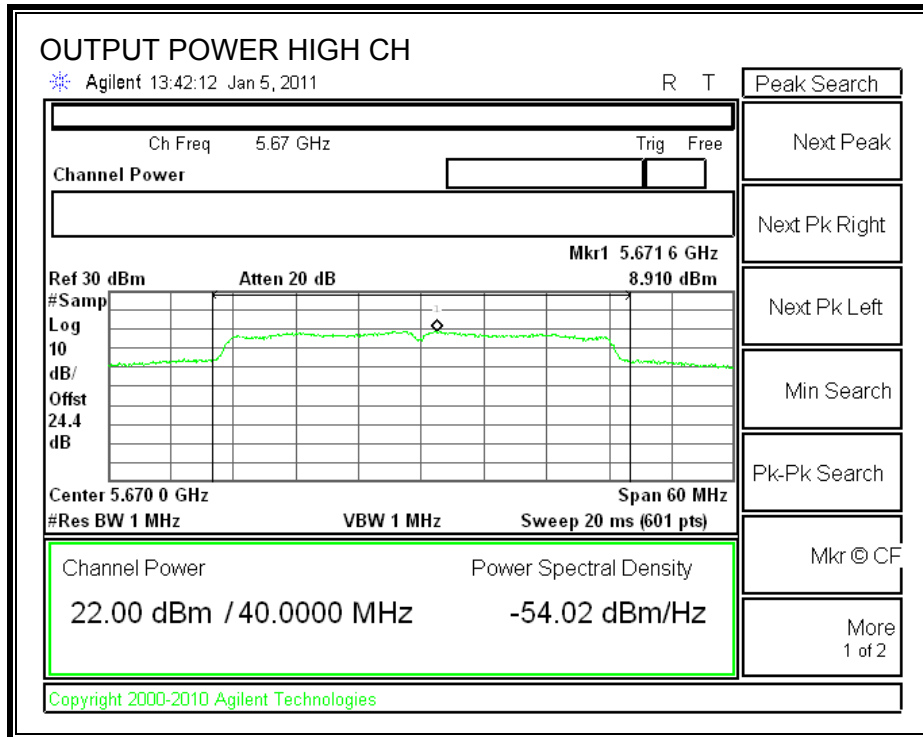 OUTPUT POWER HIGH CH
Agilent 13:42:12 Jan 5, 2011 R T
Peak Search
Ch Freq 5.67 GHz Trig Free
Channel Power
Next Peak
Next Pk Right
Mkr1 5.671 6 GHz
Ref 30 dBm Atten 20 dB 8.910 dBm
#Samp
Log
10
dB/
Offst
24.4
dB
1
Next Pk Left
Min Search
Pk-Pk Search
Center 5.670 0 GHz Span 60 MHz
#Res BW 1 MHz VBW 1 MHz Sweep 20 ms (601 pts)
Channel Power Power Spectral Density
22.00 dBm / 40.0000 MHz -54.02 dBm/Hz
Mkr © CF
More
1 of 2
Copyright 2000-2010 Agilent Technologies